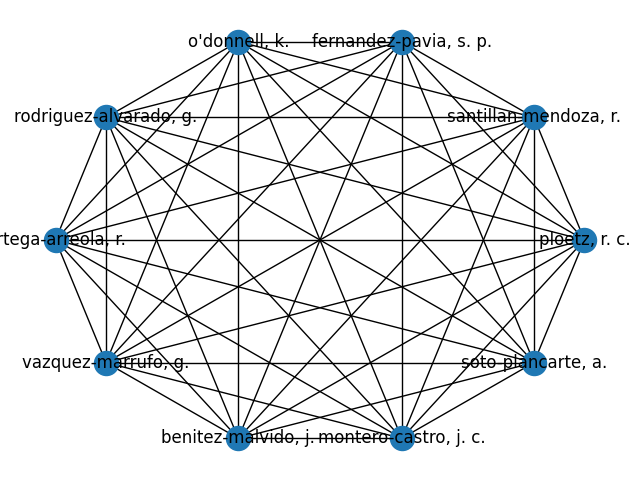 o'donnell, k.
fernandez-pavia, s. p.
rodriguez-alvarado, g.
santillan-mendoza, r.
rtega-arreola, r.
ploetz, r. c.
vazquez-marrufo, g.
soto-plancarte, a.
benitez-malvido, j.
montero-castro, j. c.